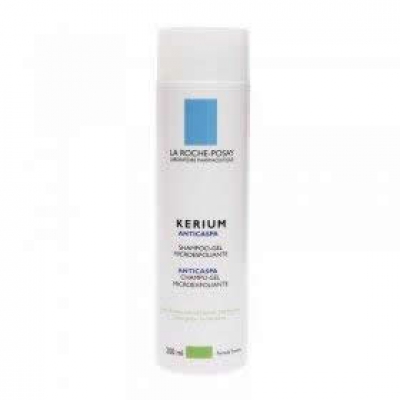 LA ROCHE-POSAY
LABORATOIRE PHARMACEUTIQUE
KERIUM
ANTICASPA
SHAMPOO-GEL
MICROESFOLIANTE
ANTICASPA
CHAMPÚ-GEL
MICROEXFOLIANTE
200 ml